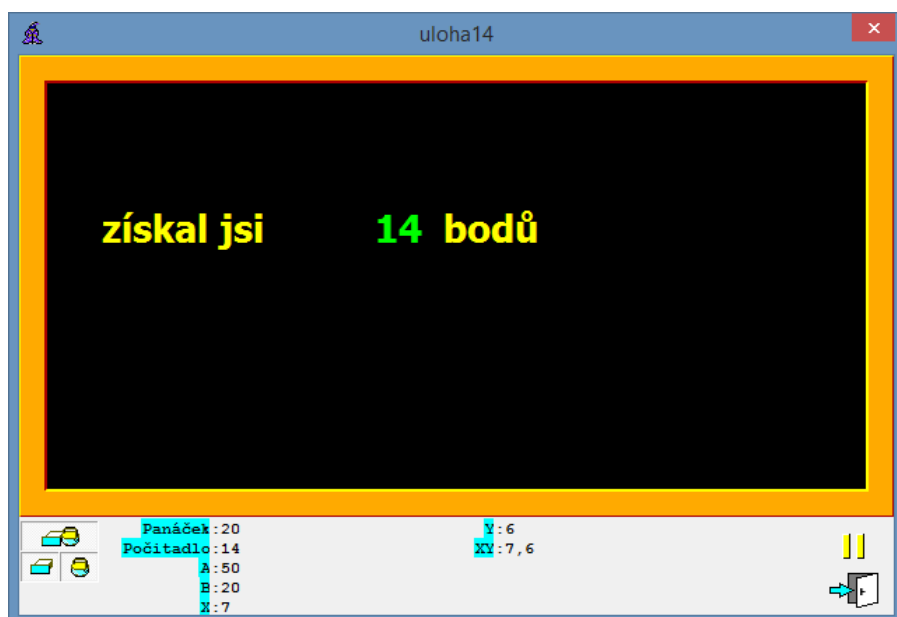 uloha14
získal jsi 14 bodů
Panáček:20
Počitadlo:14
A:50
B:20
X:7
Y:6
XY:7,6